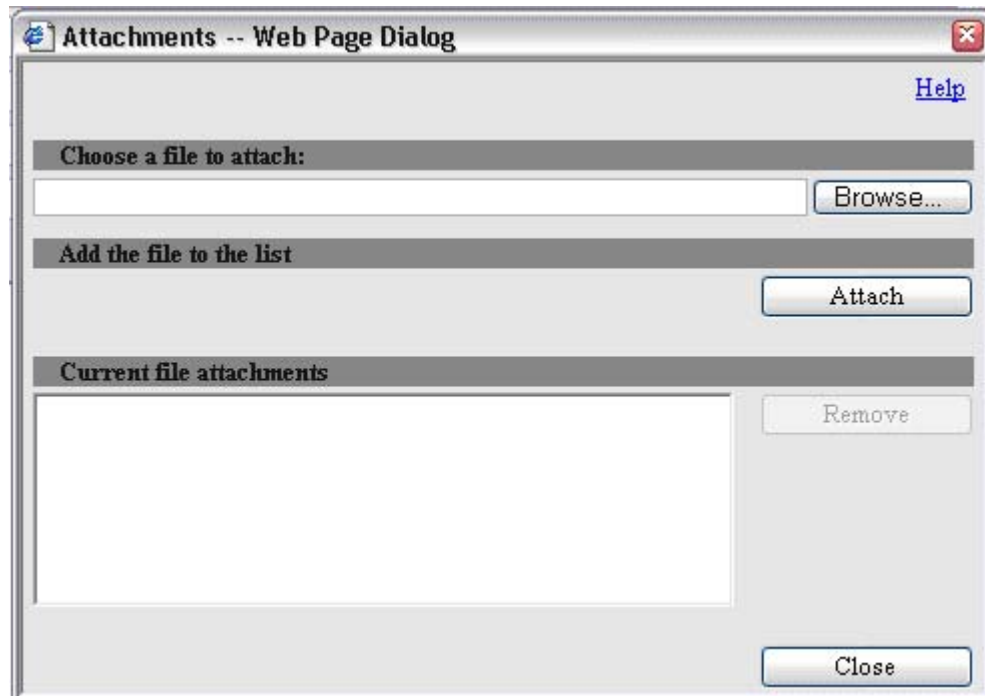 Attachments -- Web Page Dialog
Help
Choose a file to attach:
Browse...
Add the file to the list
Attach
Current file attachments
Remove
Close